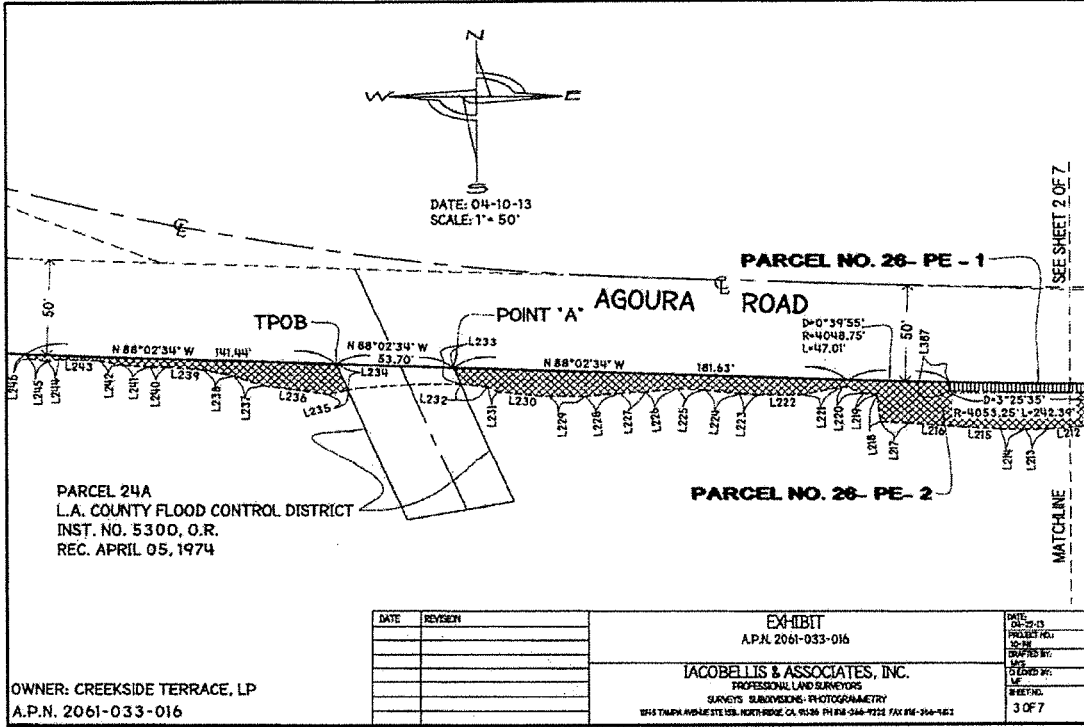 N
W E
S
DATE: 04-10-13
SCALE: 1"= 50'
SEE SHEET 2 OF 7
℄
PARCEL NO. 26- PE - 1
℄
AGOURA ROAD
50'
TPOB
POINT "A"
D=0°39'55"
R=4048.75'
L=47.01'
50'
L387
N 88°02'34" W 141.44'
N 88°02'34" W
53.70'
L233
L234
N 88°02'34" W 181.63'
D=3°25'35"
R=4053.25' L=242.39'
L246
L245
L244
L243
L242
L241
L240
L239
L238
L237
L236
L235
L232
L231
L230
L229
L228
L227
L226
L225
L224
L223
L222
L221
L220
L219
L218
L217
L216
L215
L214
L213
L212
PARCEL 24A
L.A. COUNTY FLOOD CONTROL DISTRICT
INST. NO. 5300, O.R.
REC. APRIL 05, 1974
PARCEL NO. 26- PE- 2
MATCHLINE
OWNER: CREEKSIDE TERRACE, LP
A.P.N. 2061-033-016
DATE REVISION
EXHIBIT
A.P.N. 2061-033-016
IACOBELLIS & ASSOCIATES, INC.
PROFESSIONAL LAND SURVEYORS
SURVEYS SUBDIVISIONS PHOTOGRAMMETRY
TAMPA AVENUE STE NORTHRIDGE, CA.
DATE:
PROJECT NO.:
DRAFTED BY:
CHECKED BY:
SHEET NO.
3 OF 7